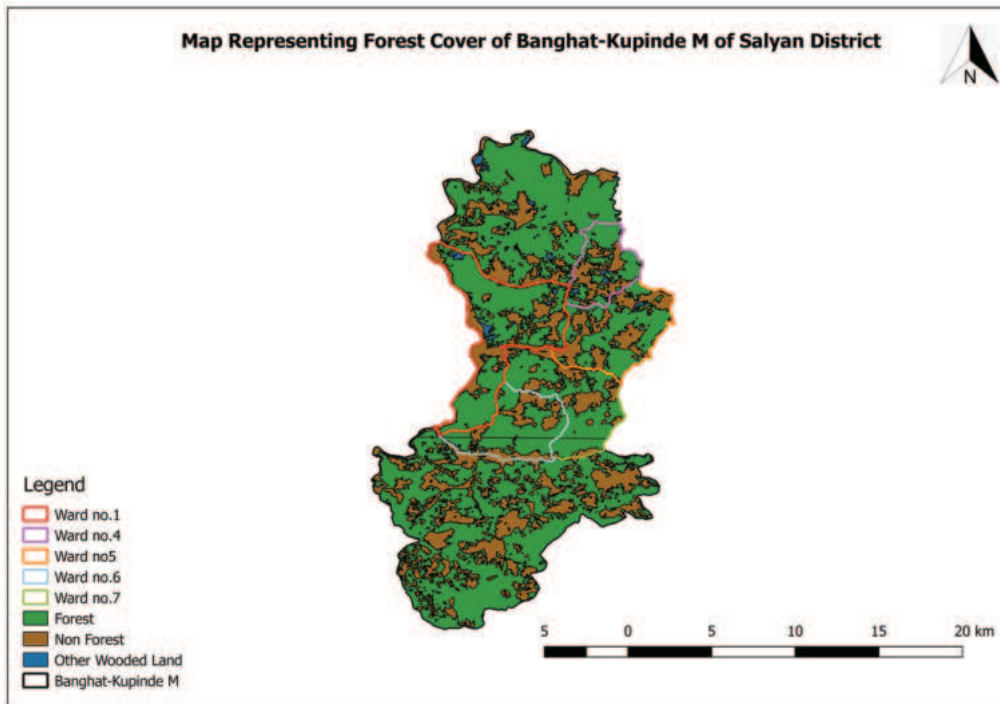 Map Representing Forest Cover of Banghat-Kupinde M of Salyan District
N
Legend
Ward no.1
Ward no.4
Ward no5
Ward no.6
Ward no.7
Forest
Non Forest
Other Wooded Land
Banghat-Kupinde M
5 0 5 10 15 20 km